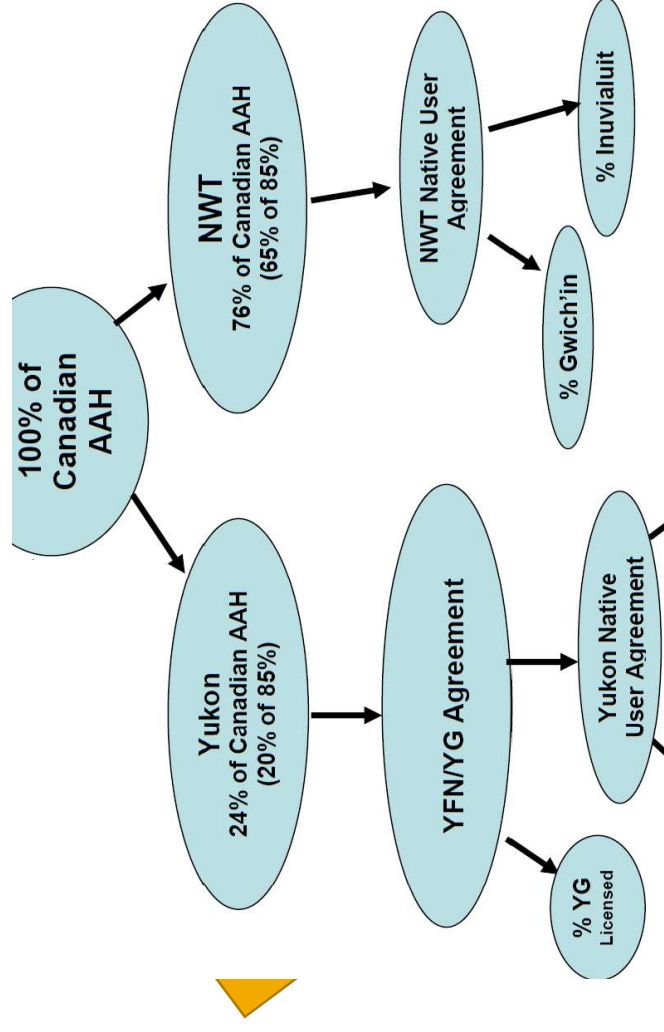 100% of
Canadian
AAH
Yukon
24% of Canadian AAH
(20% of 85%)
NWT
76% of Canadian AAH
(65% of 85%)
YFN/YG Agreement
NWT Native User
Agreement
% YG
Licensed
Yukon Native
User Agreement
% Gwich'in
% Inuvialuit